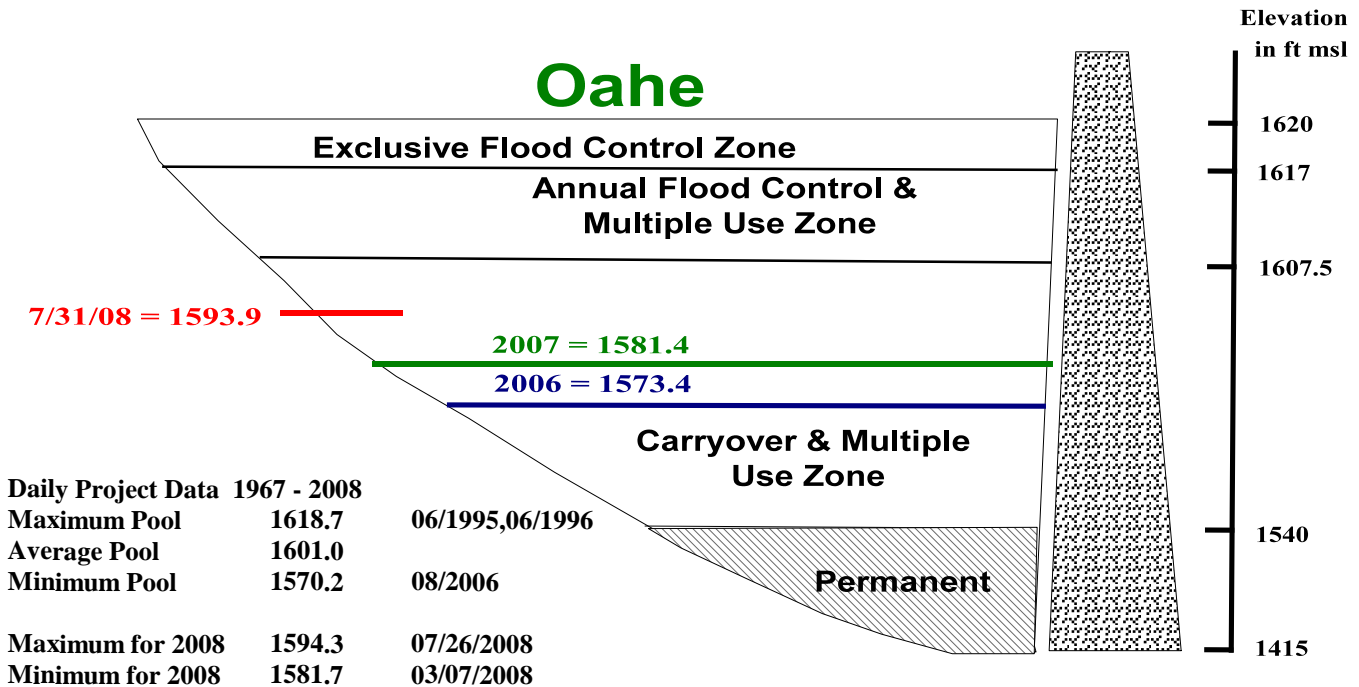 Elevation
in ft msl
Oahe
1620
Exclusive Flood Control Zone
1617
Annual Flood Control &
Multiple Use Zone
1607.5
7/31/08 = 1593.9
2007 = 1581.4
2006 = 1573.4
Carryover & Multiple
Use Zone
1540
Permanent
1415
Daily Project Data 1967 - 2008
Maximum Pool 1618.7 06/1995,06/1996
Average Pool 1601.0
Minimum Pool 1570.2 08/2006
Maximum for 2008 1594.3 07/26/2008
Minimum for 2008 1581.7 03/07/2008